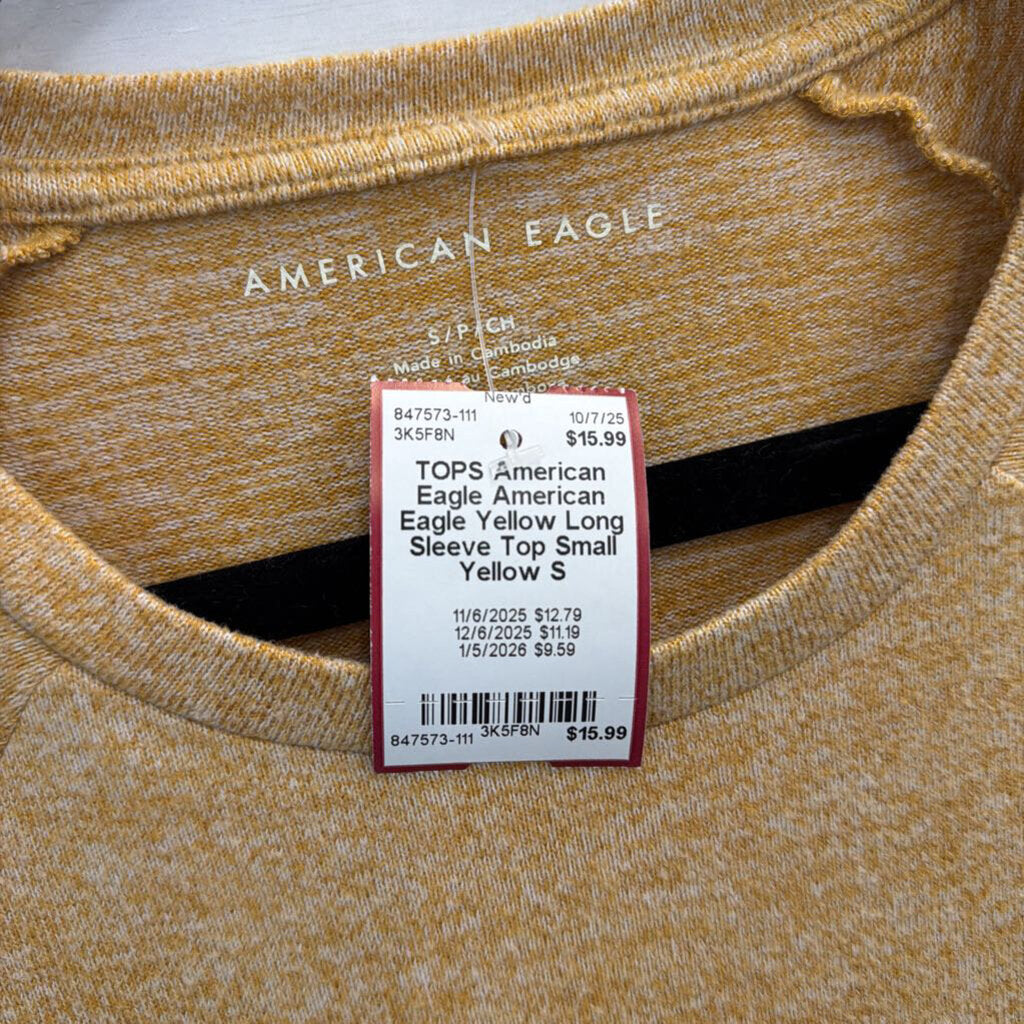 AMERICAN EAGLE
S/P/CH
Made in Cambodia
au Cambodge
New'd
847573-111 10/7/25
3K5F8N $15.99
TOPS American
Eagle American
Eagle Yellow Long
Sleeve Top Small
Yellow S
11/6/2025 $12.79
12/6/2025 $11.19
1/5/2026 $9.59
847573-111 3K5F8N $15.99